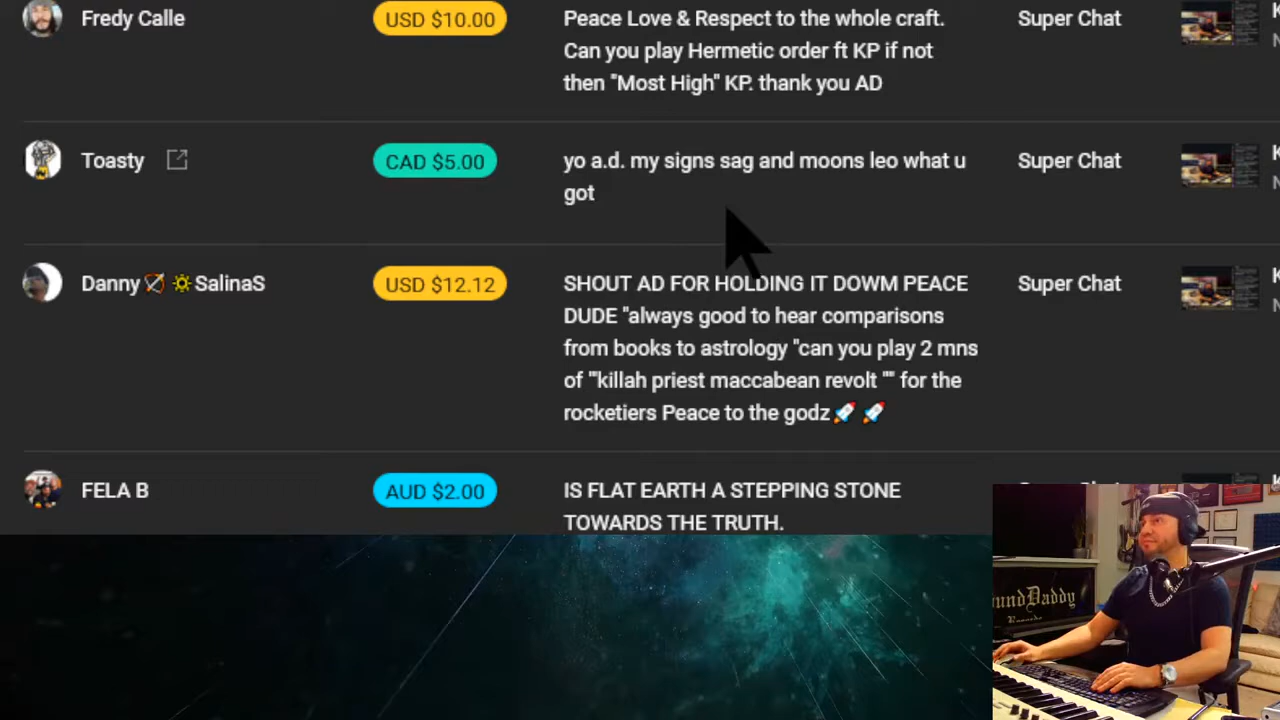 Fredy Calle
USD $10.00
Peace Love & Respect to the whole craft.
Can you play Hermetic order ft KP if not
then "Most High" KP. thank you AD
Super Chat
Toasty
CAD $5.00
yo a.d. my signs sag and moons leo what u
got
Super Chat
Danny🏹 🔆SalinaS
USD $12.12
SHOUT AD FOR HOLDING IT DOWM PEACE
DUDE "always good to hear comparisons
from books to astrology "can you play 2 mns
of "'killah priest maccabean revolt "" for the
rocketiers Peace to the godz🚀 🚀
Super Chat
FELA B
AUD $2.00
IS FLAT EARTH A STEPPING STONE
TOWARDS THE TRUTH.
undDaddy